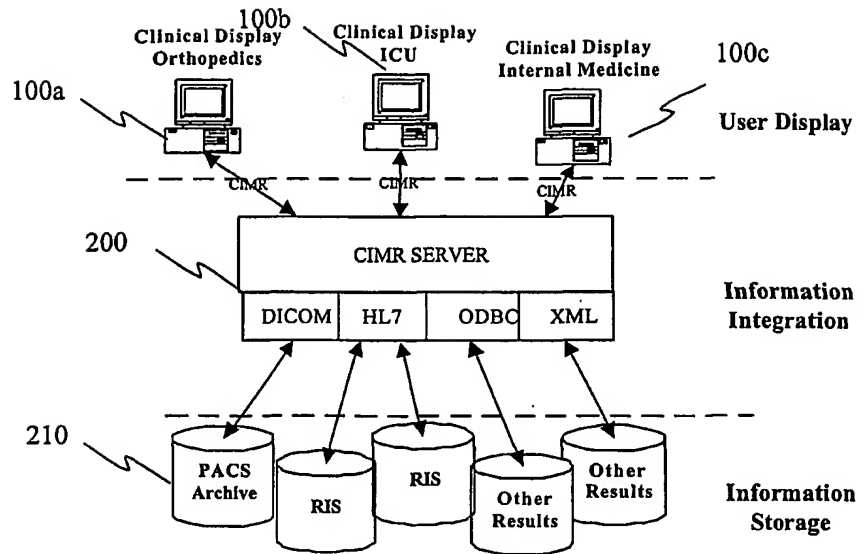 100b
Clinical Display
Orthopedics
Clinical Display
ICU
Clinical Display
Internal Medicine
100c
100a
User Display
CIMR
CIMR
CIMR
200
CIMR SERVER
DICOM
HL7
ODBC
XML
Information
Integration
210
PACS
Archive
RIS
RIS
Other
Results
Other
Results
Information
Storage